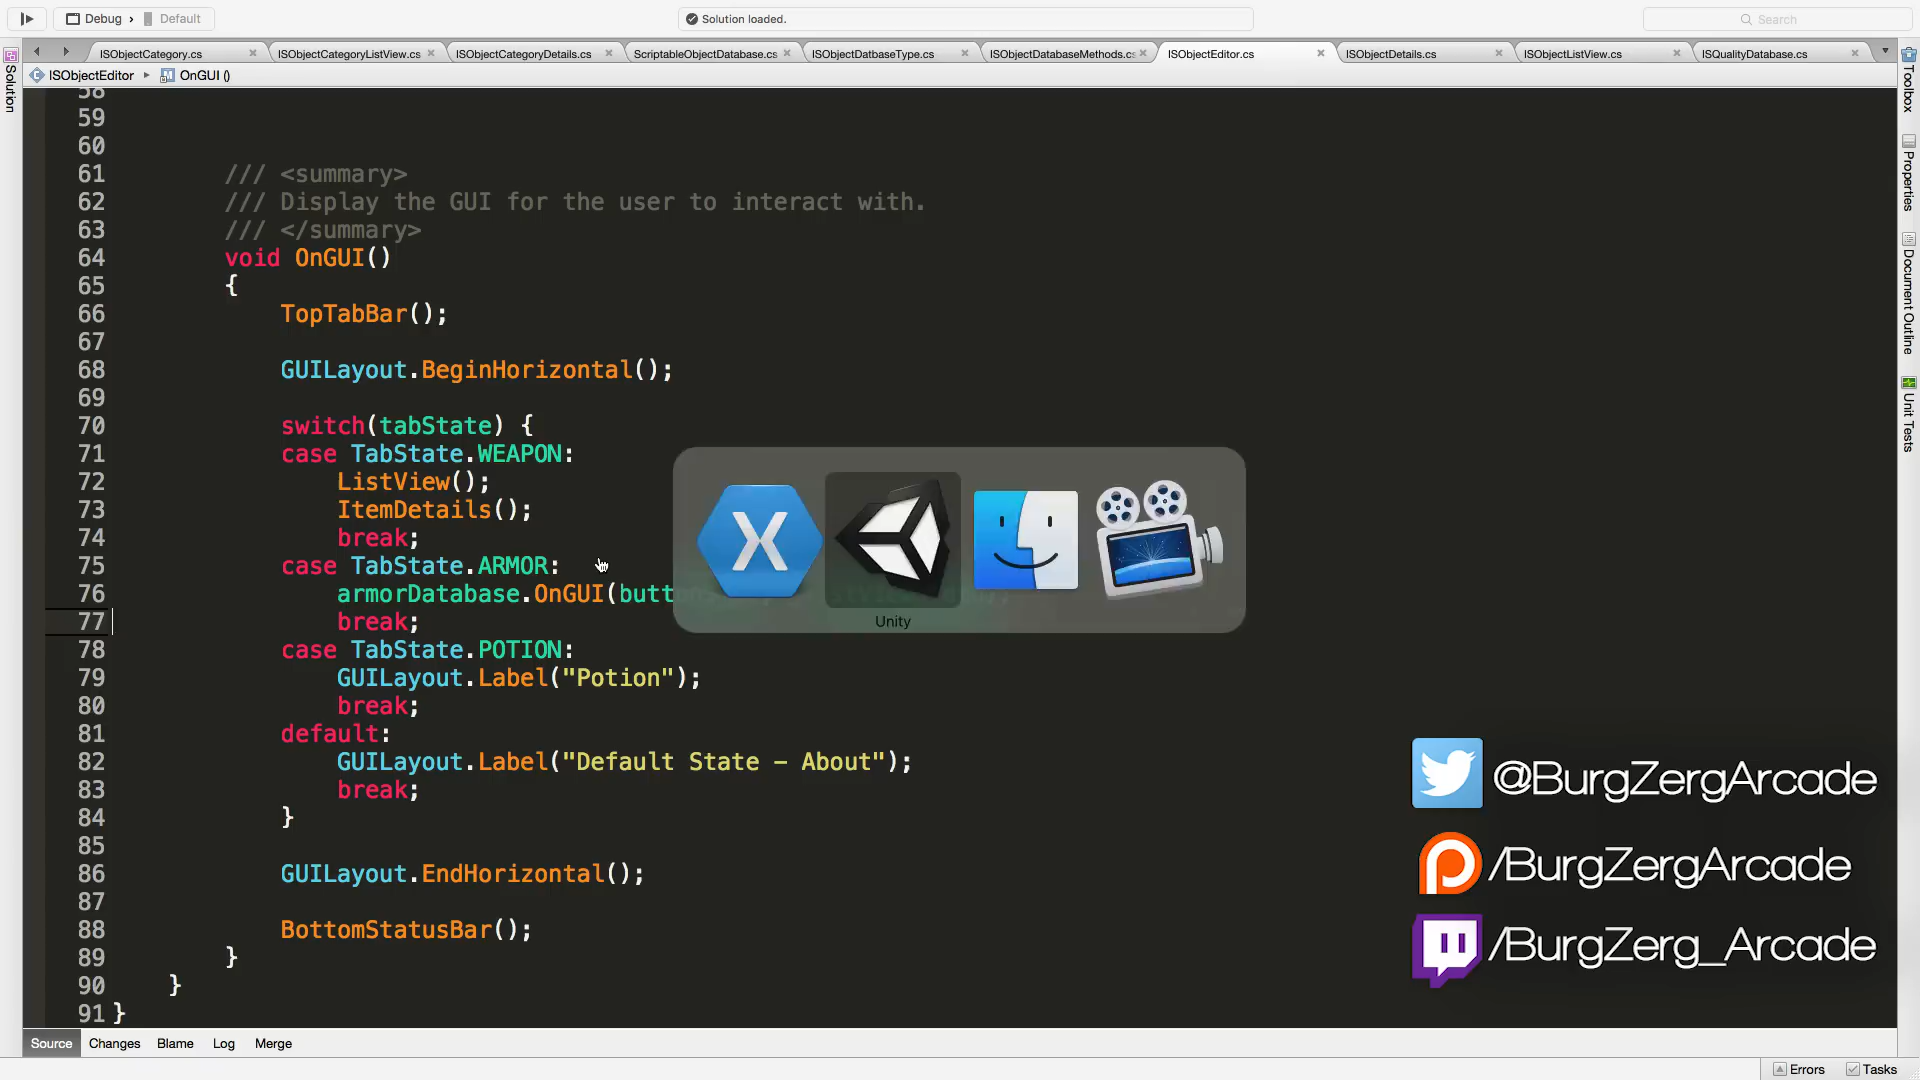 Debug › Default
Solution loaded.
Search
ISObjectCategory.cs
ISObjectCategoryListView.cs
ISObjectCategoryDetails.cs
ScriptableObjectDatabase.cs
ISObjectDatbaseType.cs
ISObjectDatabaseMethods.cs
ISObjectEditor.cs
ISObjectDetails.cs
ISObjectListView.cs
ISQualityDatabase.cs
ISObjectEditor
OnGUI ()
Solution
Toolbox
Properties
Document Outline
Unit Tests
58
59
60
61 /// <summary>
62 /// Display the GUI for the user to interact with.
63 /// </summary>
64 void OnGUI()
65 {
66 TopTabBar();
67
68 GUILayout.BeginHorizontal();
69
70 switch(tabState) {
71 case TabState.WEAPON:
72 ListView();
73 ItemDetails();
74 break;
75 case TabState.ARMOR:
76 armorDatabase.OnGUI(
77 break;
78 case TabState.POTION:
79 GUILayout.Label("Potion");
80 break;
81 default:
82 GUILayout.Label("Default State - About");
83 break;
84 }
85
86 GUILayout.EndHorizontal();
87
88 BottomStatusBar();
89 }
90 }
91 }
Unity
@BurgZergArcade
/BurgZergArcade
/BurgZerg_Arcade
Source Changes Blame Log Merge
Errors Tasks